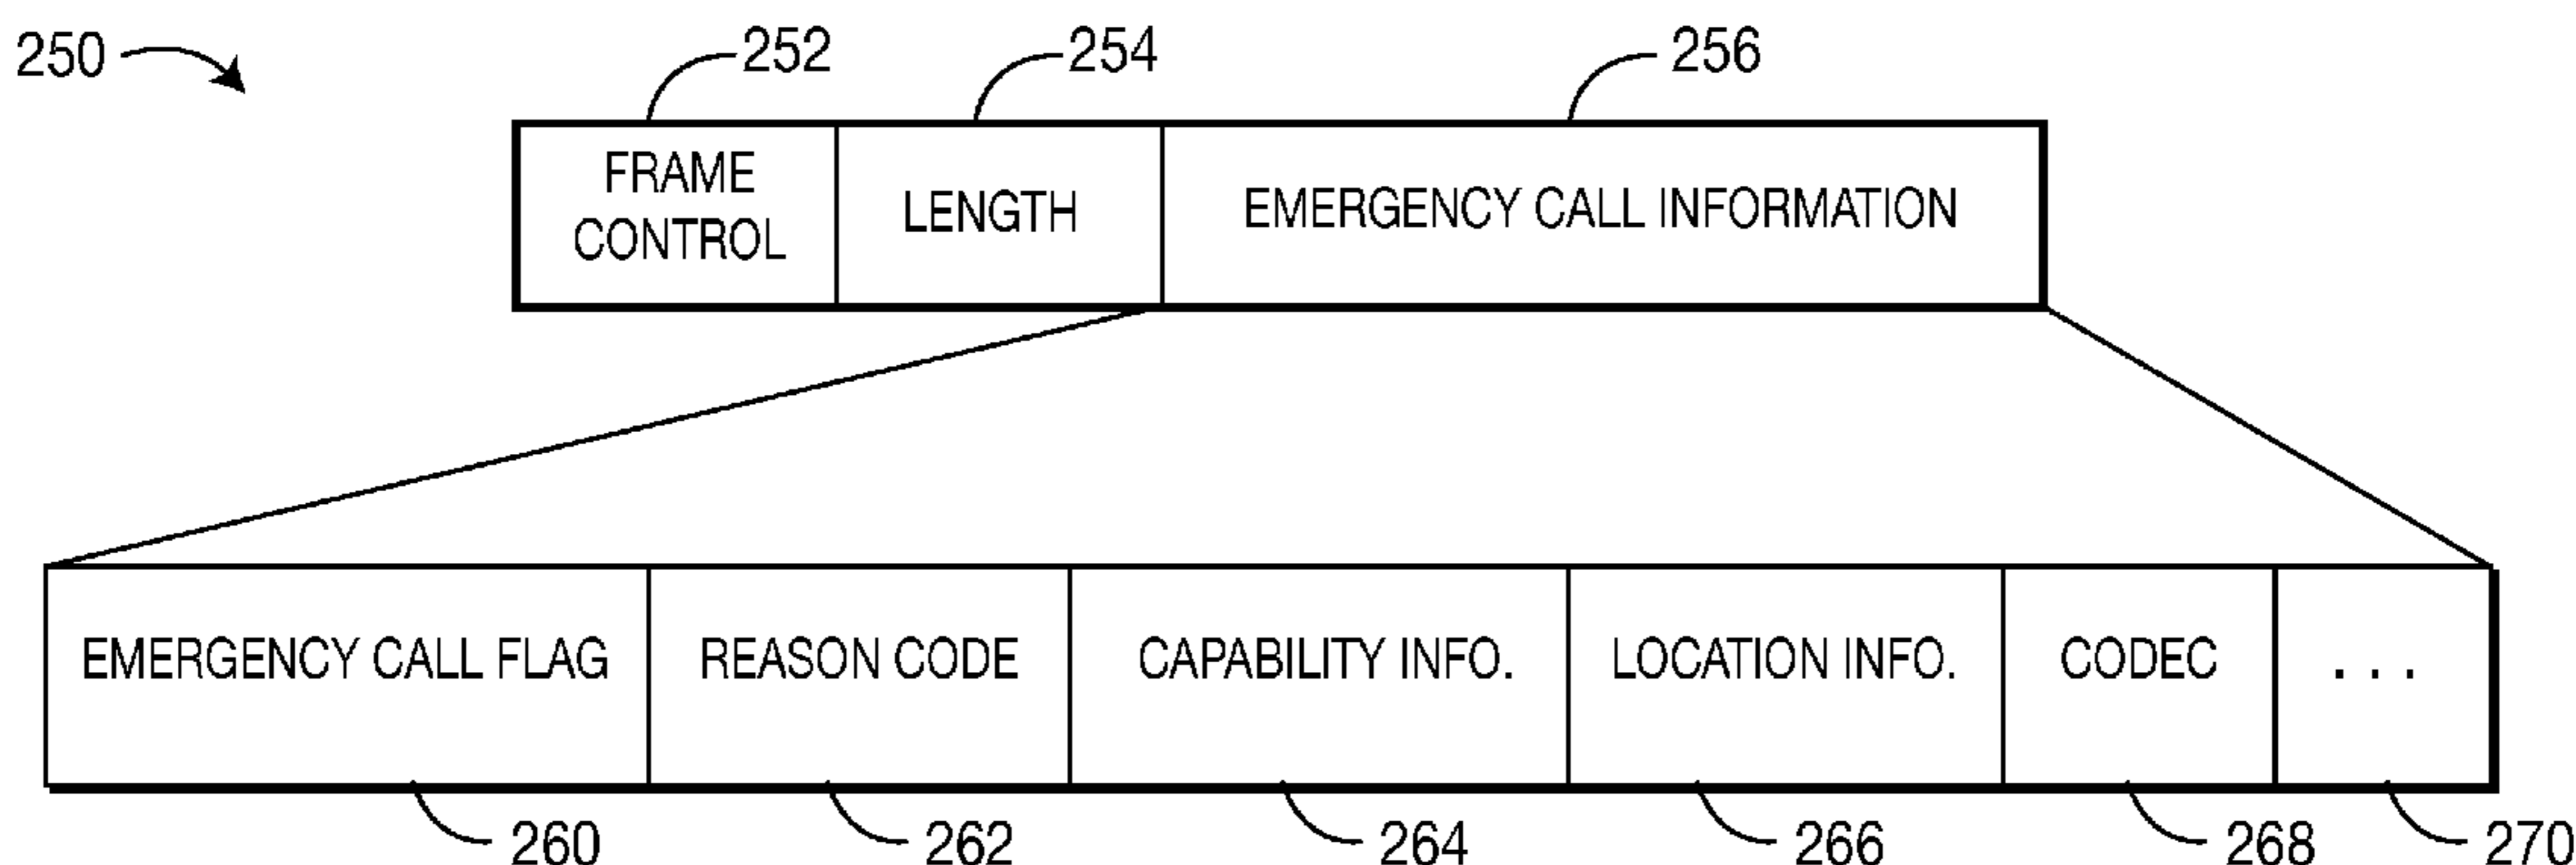 250
252
254
256
FRAME
CONTROL
LENGTH
EMERGENCY CALL INFORMATION
EMERGENCY CALL FLAG
REASON CODE
CAPABILITY INFO.
LOCATION INFO.
CODEC
. . .
260
262
264
266
268
270